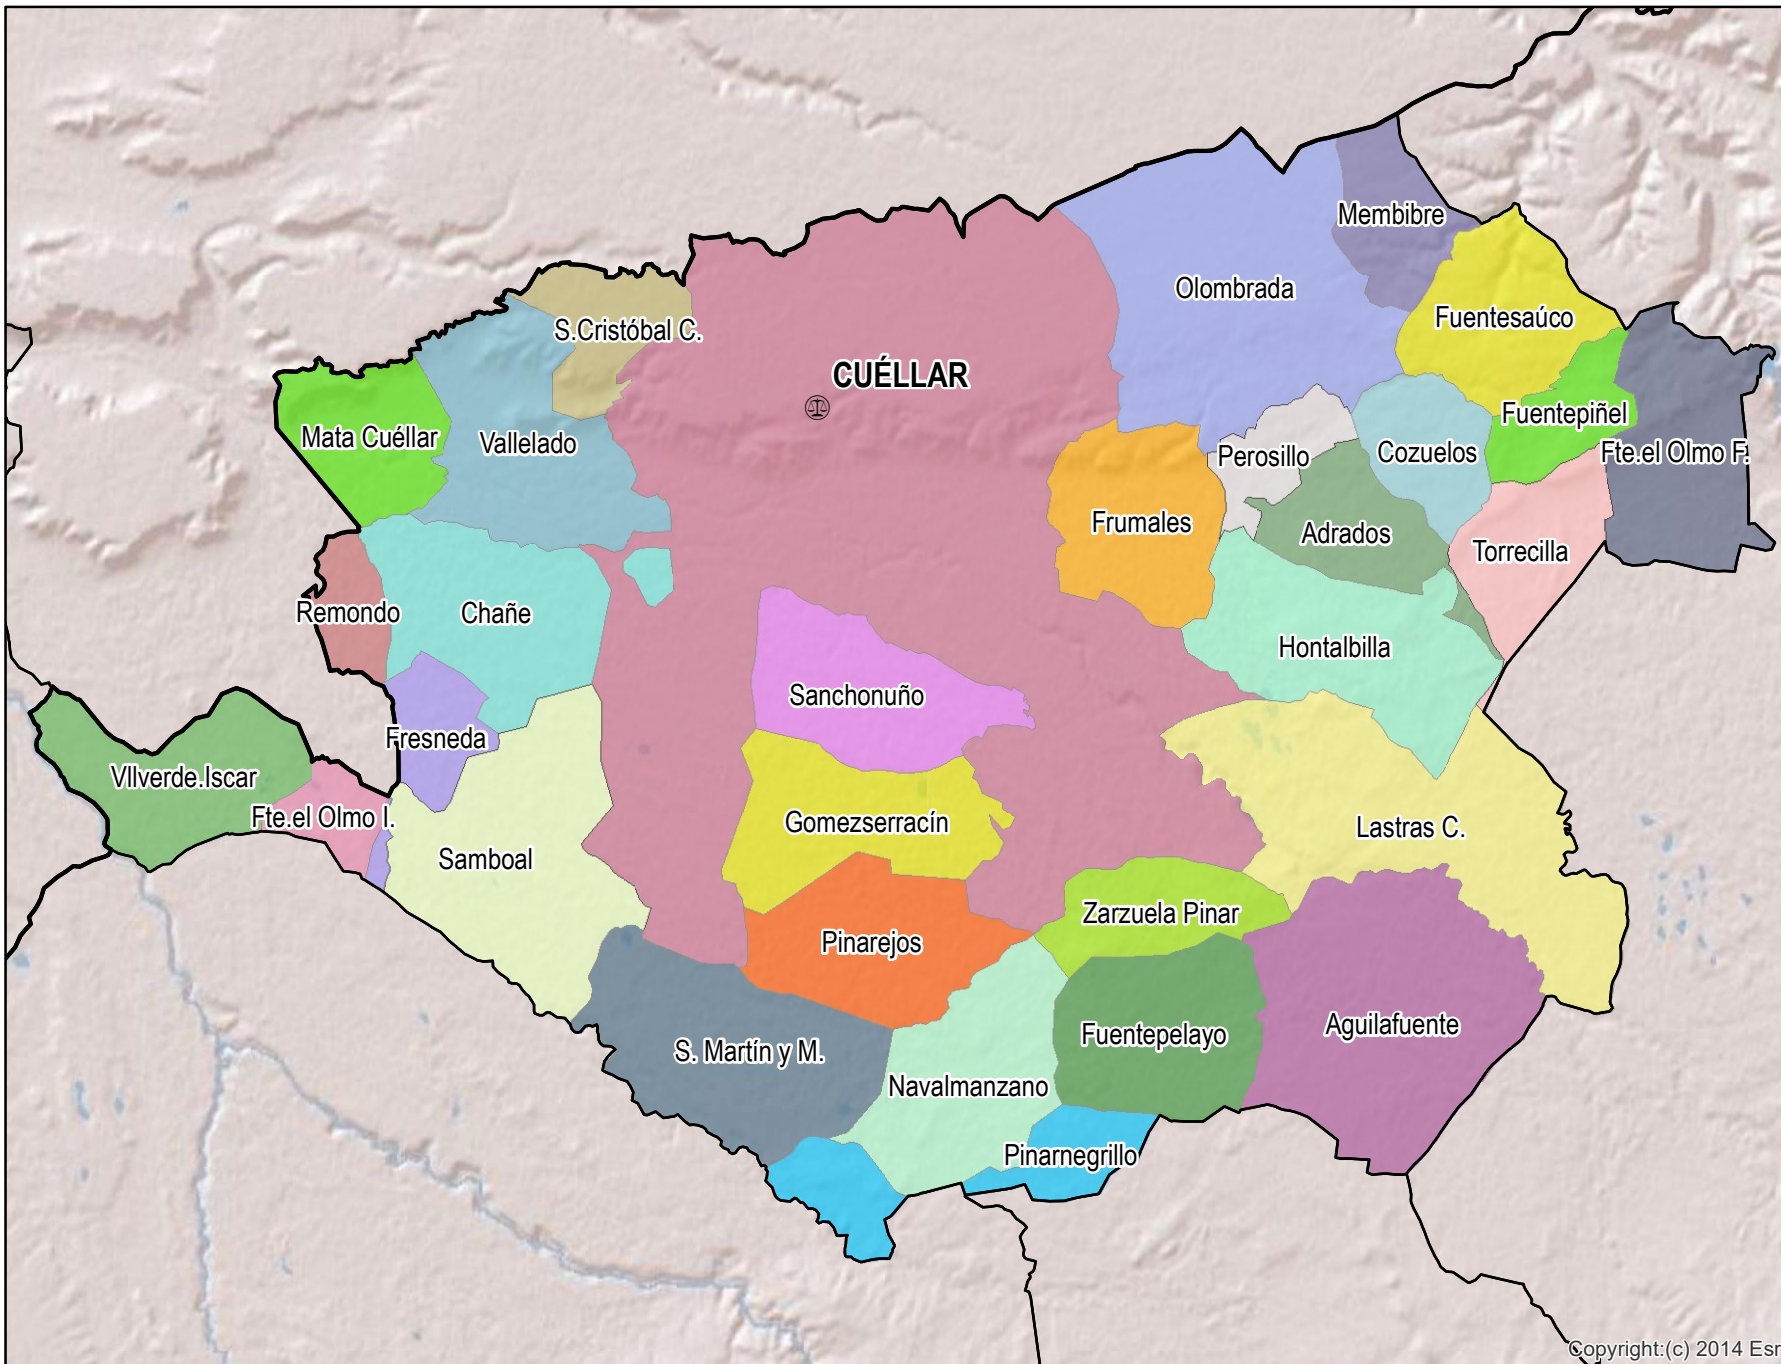 Membibre
Olombrada
Fuentesaúco
S.Cristóbal C.
CUÉLLAR
Fuentepiñel
Mata Cuéllar
Vallelado
Perosillo
Cozuelos
Fte.el Olmo F.
Frumales
Adrados
Torrecilla
Remondo
Chañe
Hontalbilla
Sanchonuño
Fresneda
Vllverde.Iscar
Fte.el Olmo I.
Gomezserracín
Lastras C.
Samboal
Zarzuela Pinar
Pinarejos
Aguilafuente
Fuentepelayo
S. Martín y M.
Navalmanzano
Pinarnegrillo
Copyright:(c) 2014 Esr